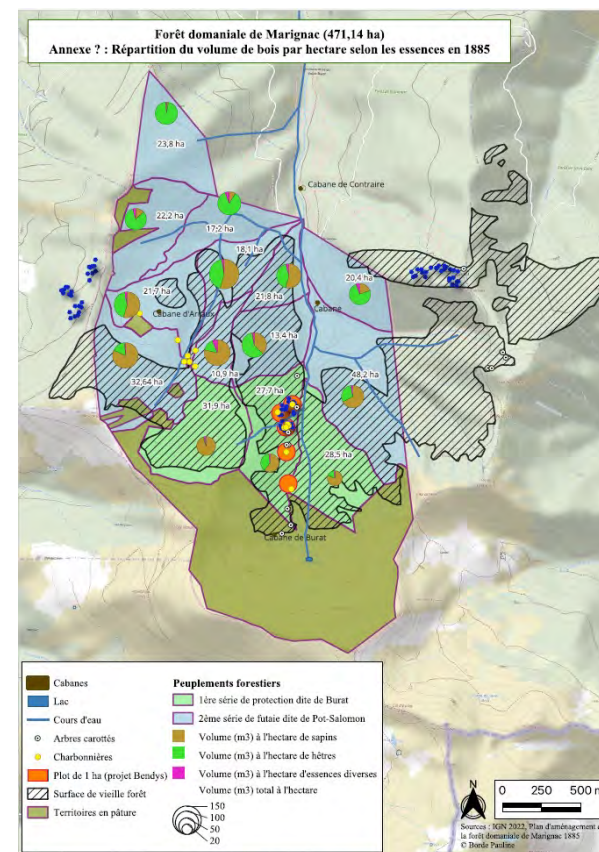 Forêt domaniale de Marignac (471,14 ha)
Annexe ? : Répartition du volume de bois par hectare selon les essences en 1885
23,8 ha
Cabane de Contraire
22,2 ha
17,2 ha
18,1 ha
20,4 ha
21,7 ha
21,8 ha
Cabane d'Arraux
Cabane
13,4 ha
32,64 ha
10,9 ha
48,2 ha
27,7 ha
31,9 ha
28,5 ha
Cabane de Burat
Cabanes
Lac
Cours d'eau
Arbres carottés
Charbonnières
Plot de 1 ha (projet Bendys)
Surface de vieille forêt
Territoires en pâture
Peuplements forestiers
1ère série de protection dite de Burat
2ème série de futaie dite de Pot-Salomon
Volume (m3) à l'hectare de sapins
Volume (m3) à l'hectare de hêtres
Volume (m3) à l'hectare d'essences diverses
Volume (m3) total à l'hectare
150
100
50
20
N
0 250 500 m
Sources : IGN 2022, Plan d'aménagement de
la forêt domaniale de Marignac 1885
© Borde Pauline